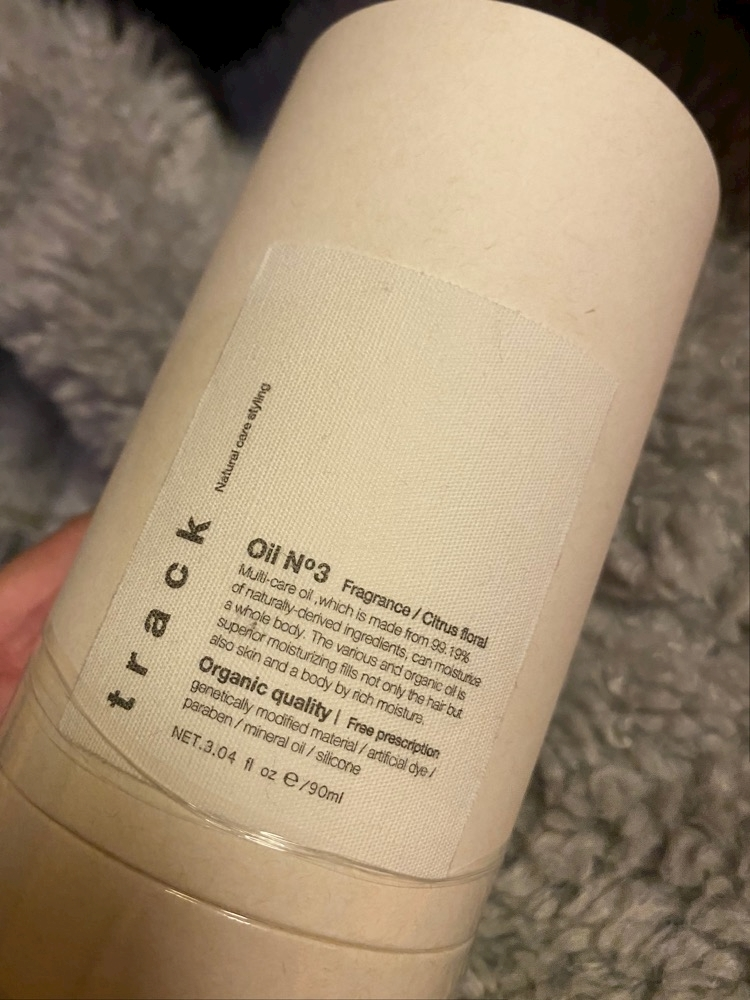 track
Natural care styling
Oil Nº3 Fragrance / Citrus floral
Multi-care oil ,which is made from 99.19%
of naturally-derived ingredients, can moisturize
a whole body. The various and organic oil is
superior moisturizing fills not only the hair but
also skin and a body by rich moisture.
Organic quality | Free prescription
genetically modified material / artificial dye /
paraben / mineral oil / silicone
NET.3.04 fl oz ℮/90ml